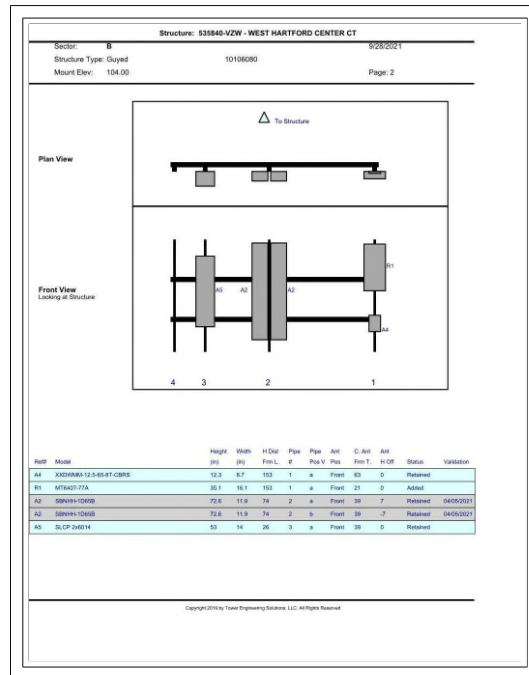 Structure: 535840-VZW - WEST HARTFORD CENTER CT
Sector: B 9/28/2021
Structure Type: Guyed 10106080
Mount Elev: 104.00 Page: 2
To Structure
Plan View
R1
Front View
Looking at Structure
A5 A2 A2
A4
4 3 2 1
Height Width H Dist Pipe Pipe Ant C. Ant Ant
Ref# Model (in) (in) Frm L. # Pos V Pos Frm T. H Off Status Validation
A4 XXDWMM-12.5-65-8T-CBRS 12.3 8.7 153 1 a Front 63 0 Retained
R1 MT6407-77A 35.1 16.1 153 1 a Front 21 0 Added
A2 SBNHH-1D65B 72.6 11.9 74 2 a Front 39 7 Retained 04/05/2021
A2 SBNHH-1D65B 72.6 11.9 74 2 b Front 39 -7 Retained 04/05/2021
A5 SLCP 2x6014 53 14 26 3 a Front 39 0 Retained
Copyright 2019 by Tower Engineering Solutions, LLC. All Rights Reserved